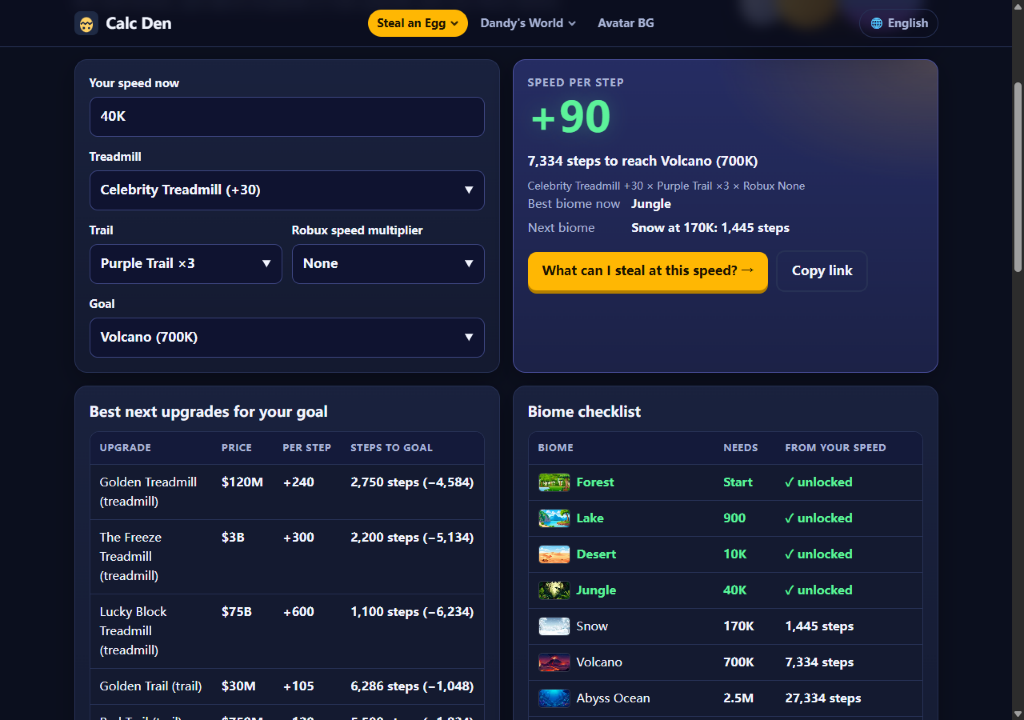 Calc Den
Steal an Egg
Dandy's World
Avatar BG
English
Your speed now
40K
Treadmill
Celebrity Treadmill (+30)
Trail
Robux speed multiplier
Purple Trail ×3
None
Goal
Volcano (700K)
SPEED PER STEP
+90
7,334 steps to reach Volcano (700K)
Celebrity Treadmill +30 × Purple Trail ×3 × Robux None
Best biome now Jungle
Next biome Snow at 170K: 1,445 steps
What can I steal at this speed? →
Copy link
Best next upgrades for your goal
UPGRADE PRICE PER STEP STEPS TO GOAL
Golden Treadmill (treadmill) $120M +240 2,750 steps (−4,584)
The Freeze Treadmill (treadmill) $3B +300 2,200 steps (−5,134)
Lucky Block Treadmill (treadmill) $75B +600 1,100 steps (−6,234)
Golden Trail (trail) $30M +105 6,286 steps (−1,048)
Biome checklist
BIOME NEEDS FROM YOUR SPEED
Forest Start ✓ unlocked
Lake 900 ✓ unlocked
Desert 10K ✓ unlocked
Jungle 40K ✓ unlocked
Snow 170K 1,445 steps
Volcano 700K 7,334 steps
Abyss Ocean 2.5M 27,334 steps